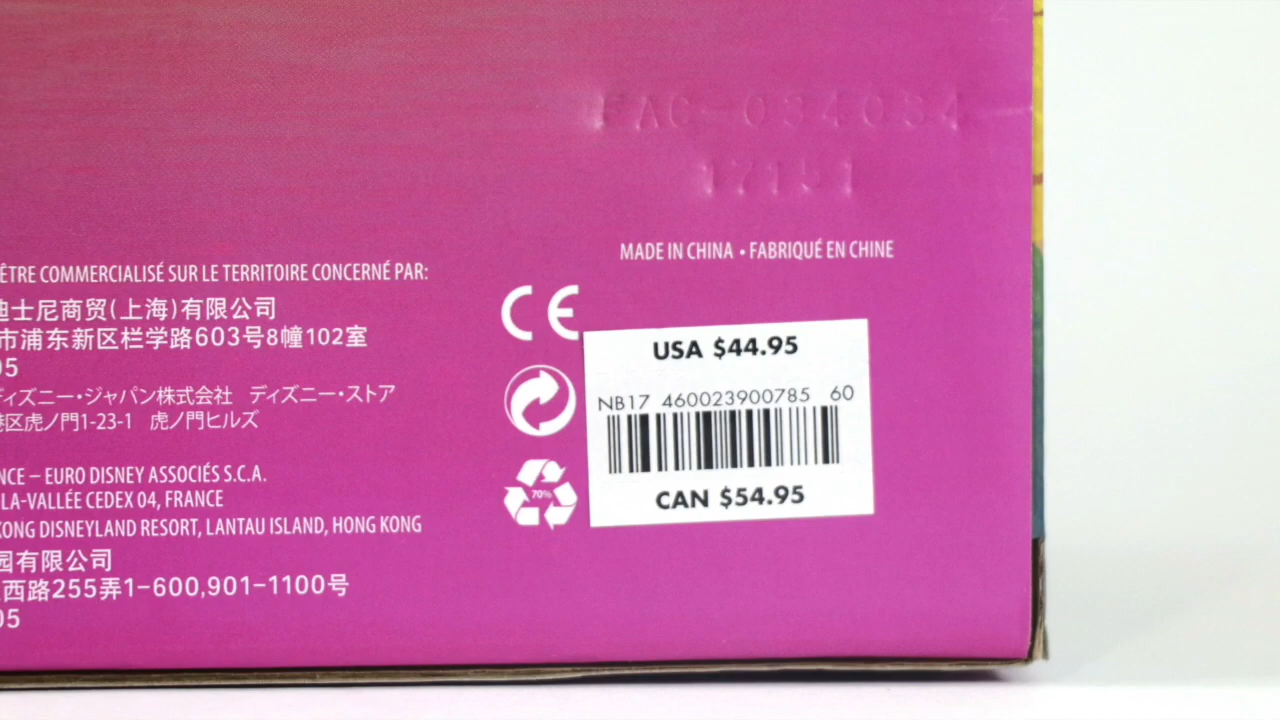 FAC-034034
17151
MADE IN CHINA • FABRIQUÉ EN CHINE
ÊTRE COMMERCIALISÉ SUR LE TERRITOIRE CONCERNÉ PAR:
迪士尼商贸(上海)有限公司
市浦东新区栏学路603号8幢102室
05
ディズニー・ジャパン株式会社 ディズニー・ストア
港区虎ノ門1-23-1 虎ノ門ヒルズ
NCE – EURO DISNEY ASSOCIÉS S.C.A.
-LA-VALLÉE CEDEX 04, FRANCE
KONG DISNEYLAND RESORT, LANTAU ISLAND, HONG KONG
园有限公司
西路255弄1-600,901-1100号
05
CE
70%
USA $44.95
NB17 460023900785 60
CAN $54.95